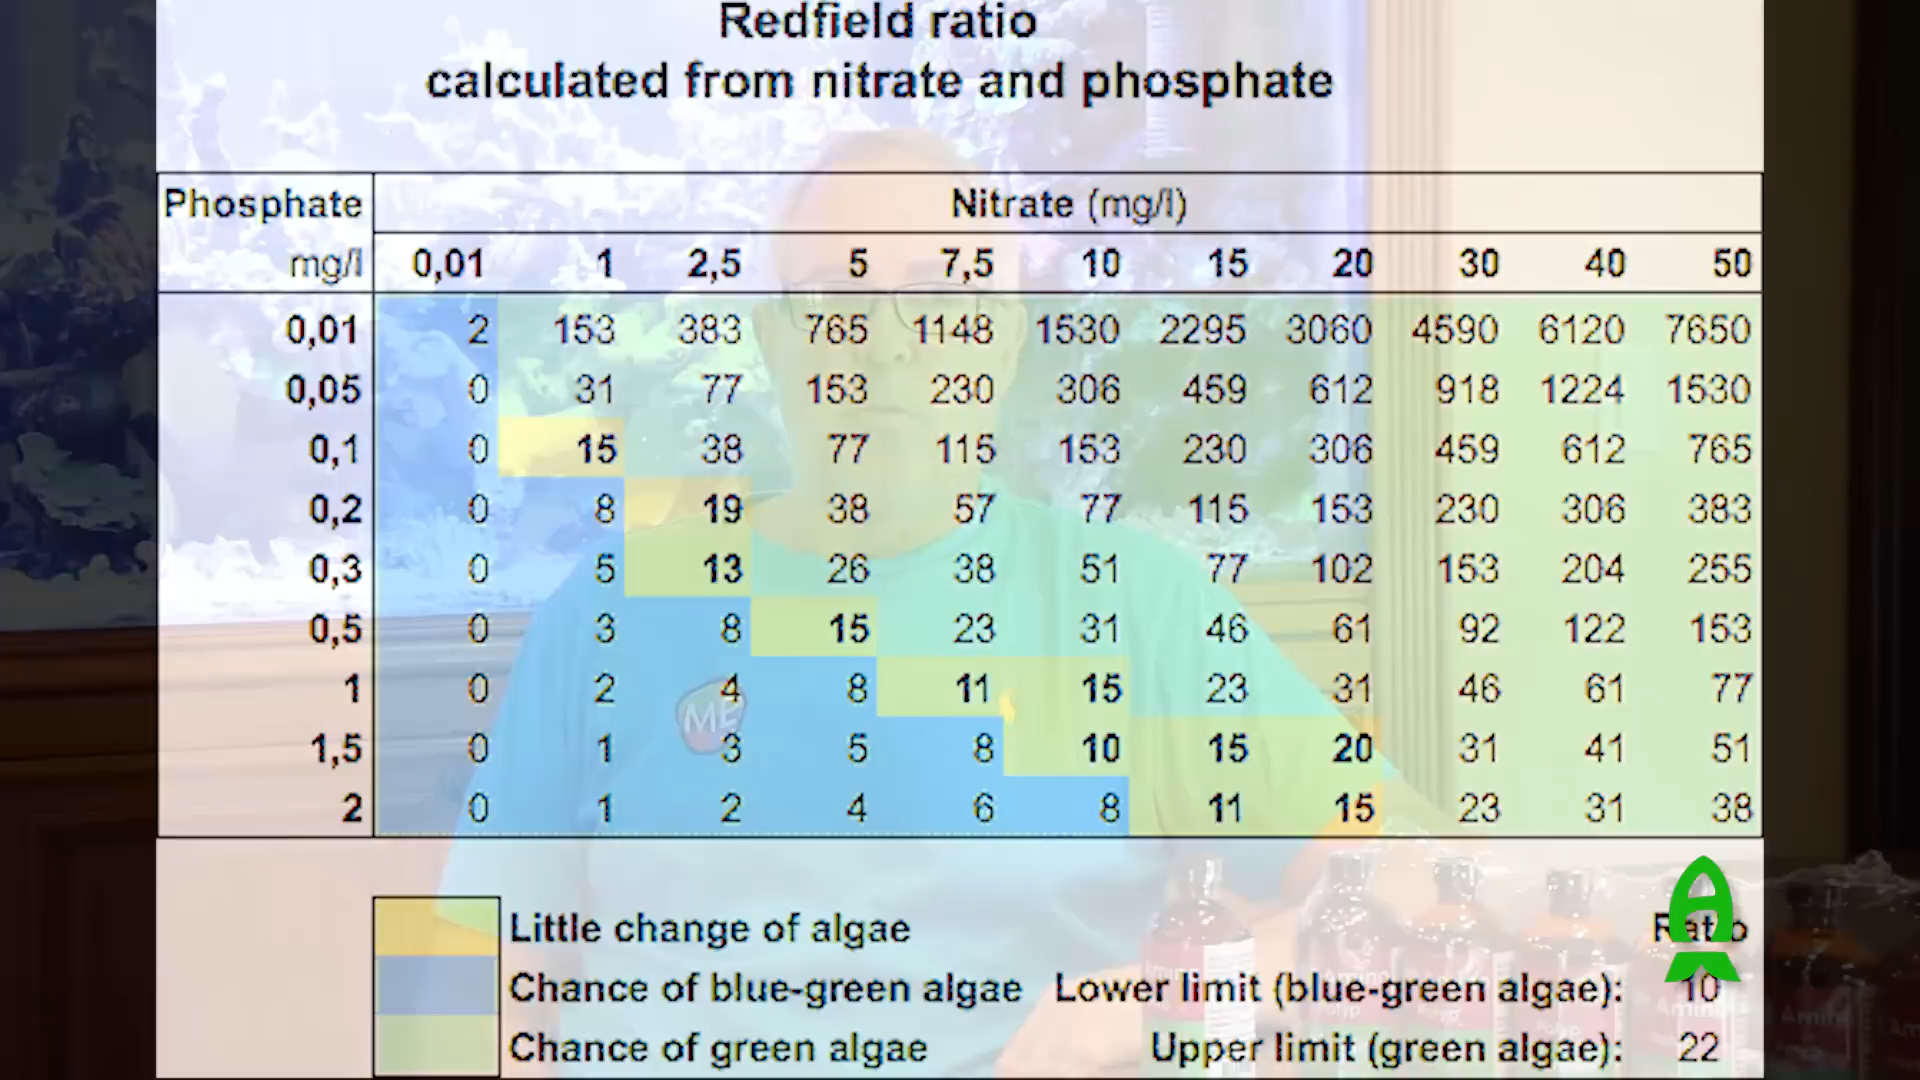 Redfield ratio
calculated from nitrate and phosphate
Phosphate Nitrate (mg/l)
mg/l 0,01 1 2,5 5 7,5 10 15 20 30 40 50
0,01 2 153 383 765 1148 1530 2295 3060 4590 6120 7650
0,05 0 31 77 153 230 306 459 612 918 1224 1530
0,1 0 15 38 77 115 153 230 306 459 612 765
0,2 0 8 19 38 57 77 115 153 230 306 383
0,3 0 5 13 26 38 51 77 102 153 204 255
0,5 0 3 8 15 23 31 46 61 92 122 153
1 0 2 4 8 11 15 23 31 46 61 77
1,5 0 1 3 5 8 10 15 20 31 41 51
2 0 1 2 4 6 8 11 15 23 31 38
ME
Little change of algae Ratio
Chance of blue-green algae Lower limit (blue-green algae): 10
Chance of green algae Upper limit (green algae): 22